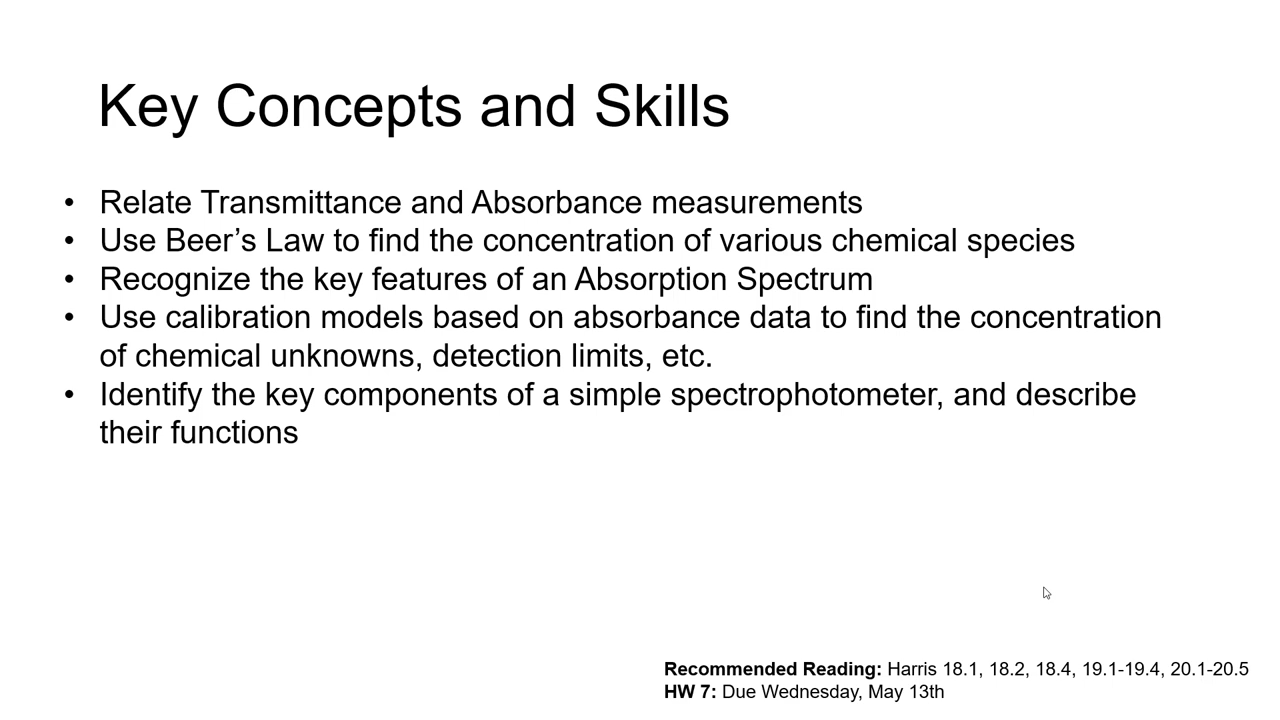 Key Concepts and Skills
• Relate Transmittance and Absorbance measurements
• Use Beer’s Law to find the concentration of various chemical species
• Recognize the key features of an Absorption Spectrum
• Use calibration models based on absorbance data to find the concentration
of chemical unknowns, detection limits, etc.
• Identify the key components of a simple spectrophotometer, and describe
their functions
Recommended Reading: Harris 18.1, 18.2, 18.4, 19.1-19.4, 20.1-20.5
HW 7: Due Wednesday, May 13th